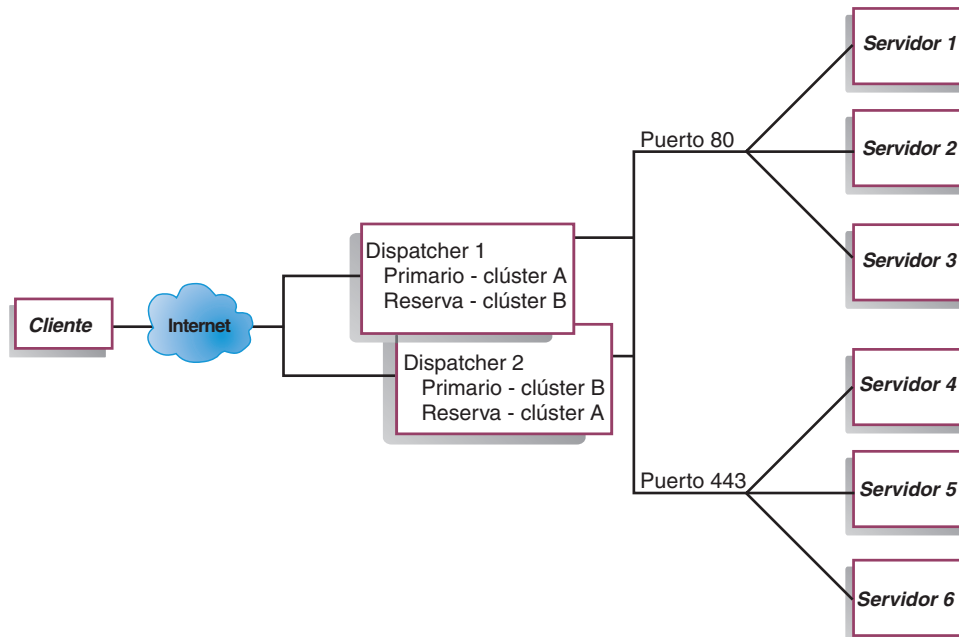 Cliente
Internet
Dispatcher 1
Primario - clúster A
Reserva - clúster B
Dispatcher 2
Primario - clúster B
Reserva - clúster A
Puerto 80
Servidor 1
Servidor 2
Servidor 3
Puerto 443
Servidor 4
Servidor 5
Servidor 6